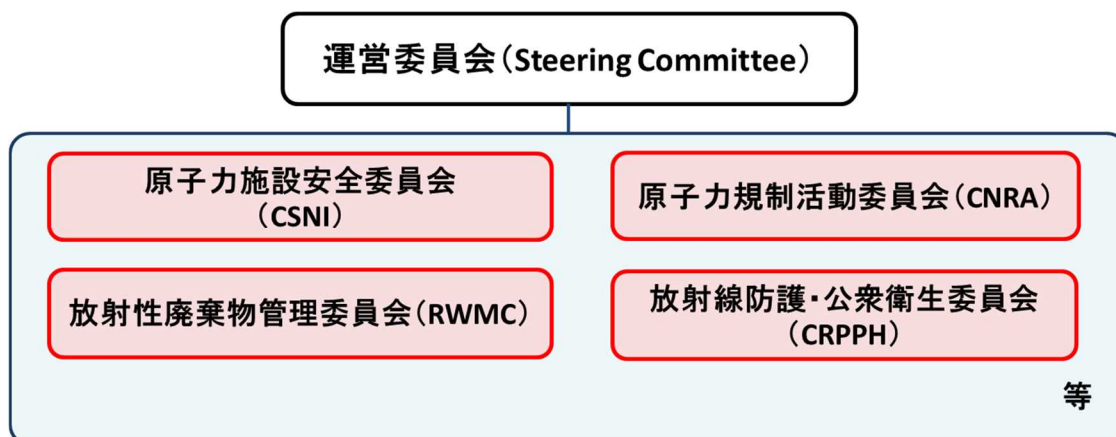 運営委員会(Steering Committee)
原子力施設安全委員会
(CSNI)
原子力規制活動委員会(CNRA)
放射性廃棄物管理委員会(RWMC)
放射線防護・公衆衛生委員会
(CRPPH)
等